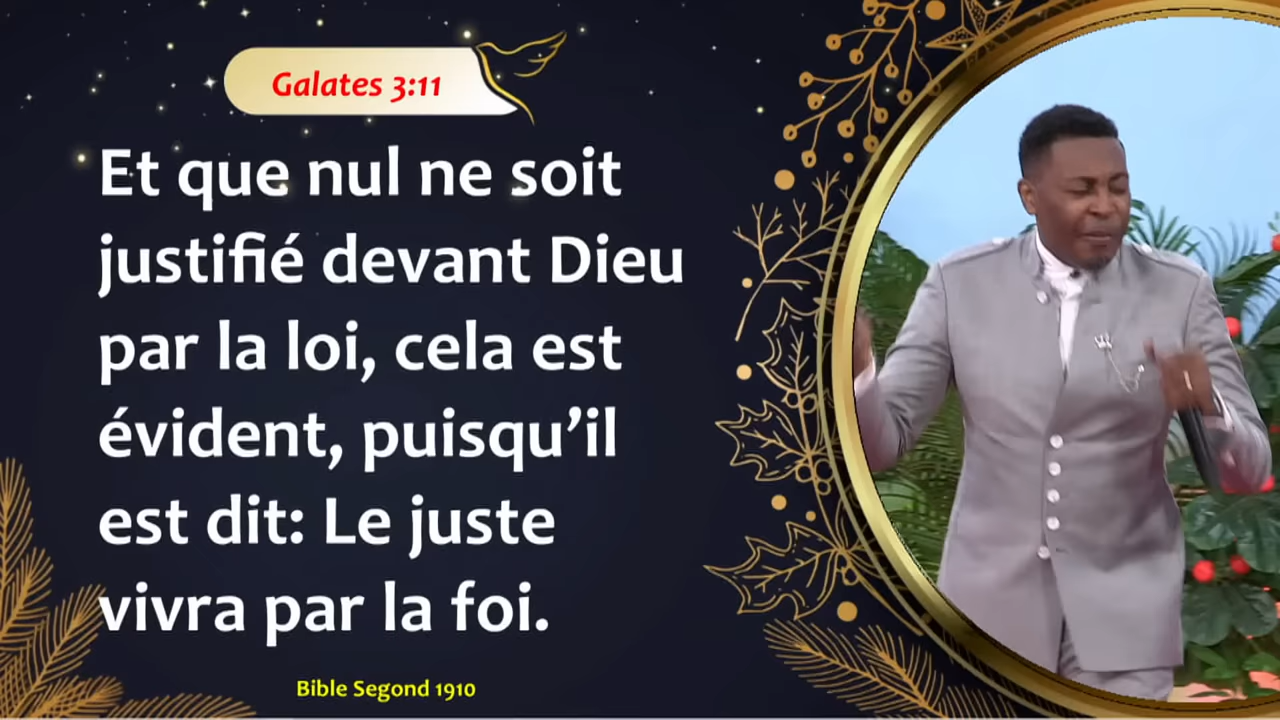 Galates 3:11
Et que nul ne soit
justifié devant Dieu
par la loi, cela est
évident, puisqu’il
est dit: Le juste
vivra par la foi.
Bible Segond 1910